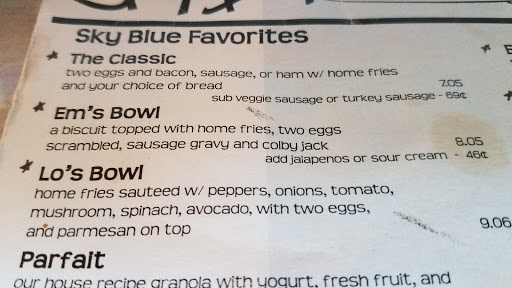 Sky Blue Favorites
* The Classic
two eggs and bacon, sausage, or ham w/ home fries
and your choice of bread 7.05
sub veggie sausage or turkey sausage - 69¢
* Em's Bowl
a biscuit topped with home fries, two eggs
scrambled, sausage gravy and colby jack 8.05
add jalapenos or sour cream - 46¢
* Lo's Bowl
home fries sauteed w/ peppers, onions, tomato,
mushroom, spinach, avocado, with two eggs,
and parmesan on top 9.06
Parfait
our house recipe granola with yogurt, fresh fruit, and